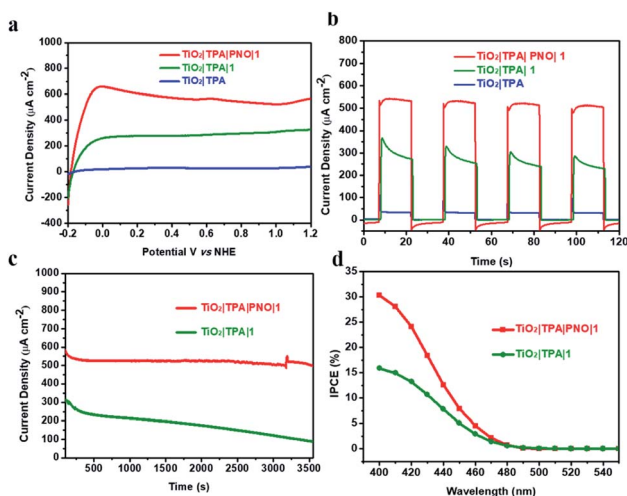 a
TiO₂|TPA|PNO|1
TiO₂|TPA|1
TiO₂|TPA
1000
800
600
400
200
0
-200
-400
Current Density (μA cm⁻²)
-0.2 0.0 0.2 0.4 0.6 0.8 1.0 1.2
Potential V vs NHE
b
TiO₂|TPA| PNO| 1
TiO₂|TPA| 1
TiO₂|TPA
800
700
600
500
400
300
200
100
0
Current Density (μA cm⁻²)
0 20 40 60 80 100 120
Time (s)
c
TiO₂|TPA|PNO|1
TiO₂|TPA|1
1000
900
800
700
600
500
400
300
200
100
0
Current Density (μA cm⁻²)
500 1000 1500 2000 2500 3000 3500
Time (s)
d
TiO₂|TPA|PNO|1
TiO₂|TPA|1
35
30
25
20
15
10
5
0
IPCE (%)
400 420 440 460 480 500 520 540
Wavelength (nm)